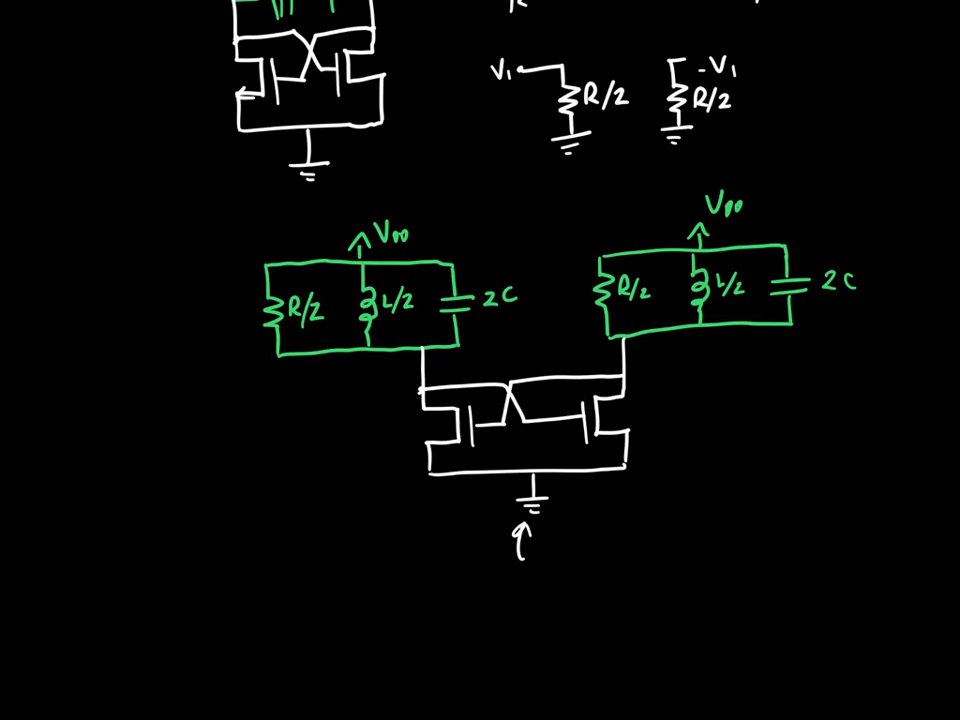 V₁ R/2 -V₁ R/2
V_DD
V_DD
R/2 L/2 2C
R/2 L/2 2C